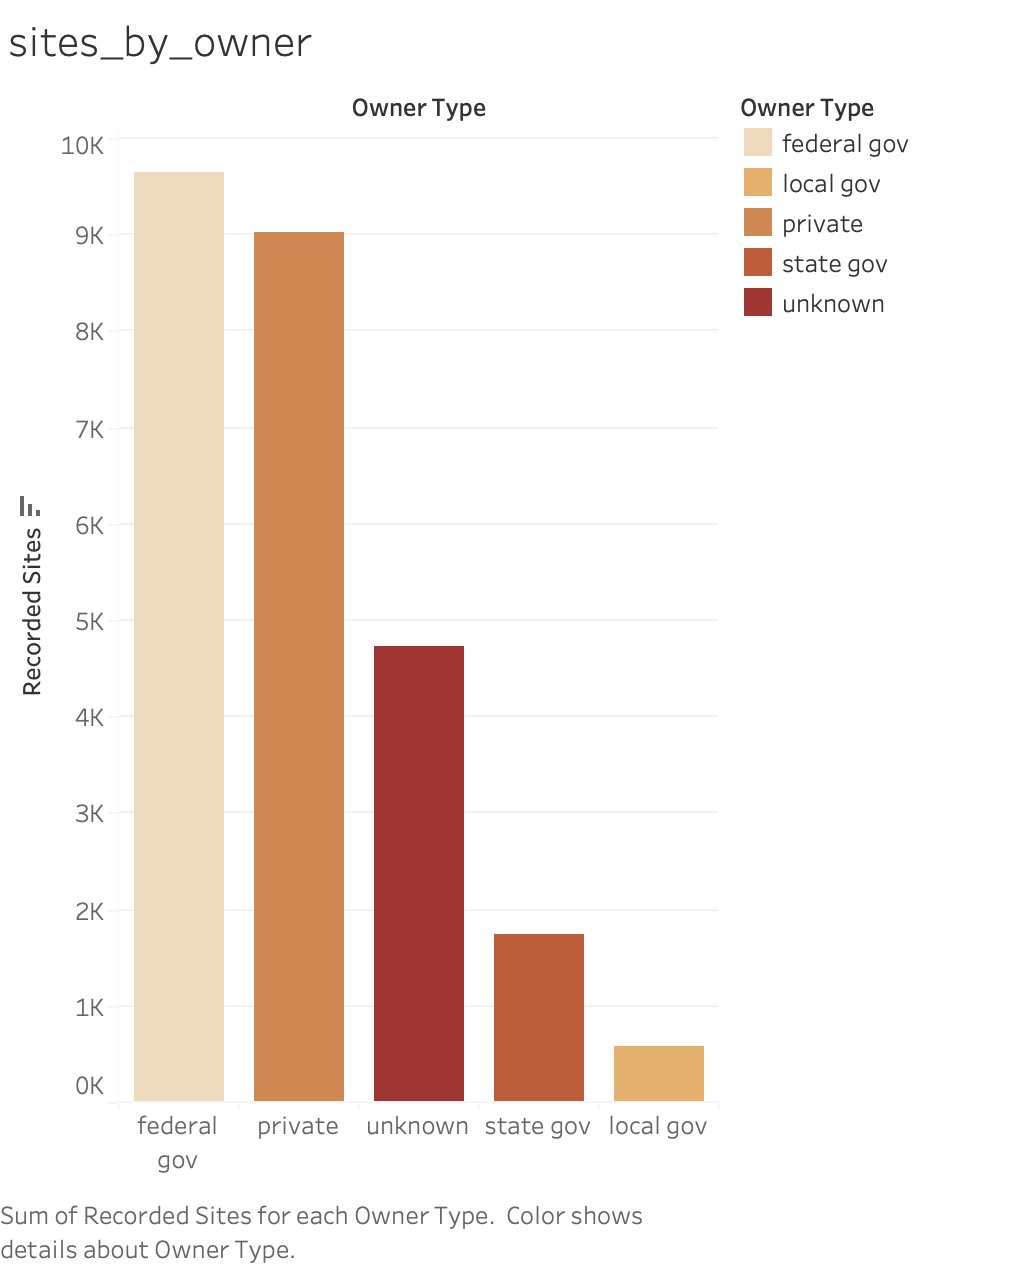 sites_by_owner
Owner Type
10K
9K
8K
7K
6K
5K
4K
3K
2K
1K
0K
Recorded Sites
federal
gov
private
unknown
state gov
local gov
Owner Type
federal gov
local gov
private
state gov
unknown
Sum of Recorded Sites for each Owner Type.  Color shows
details about Owner Type.